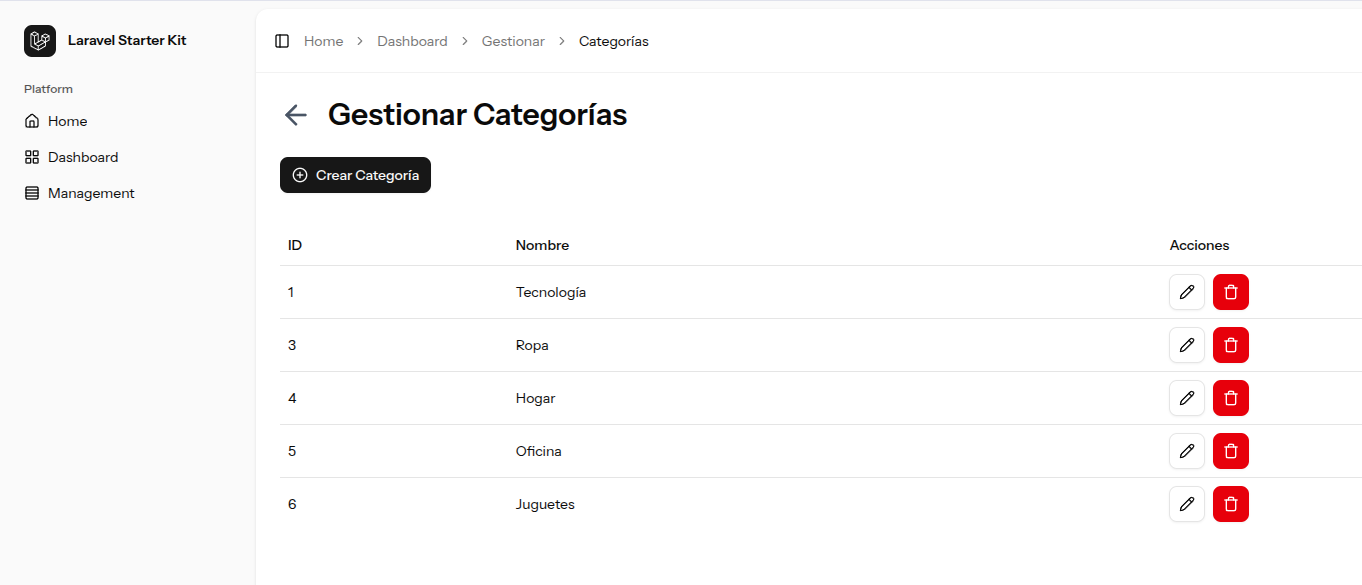 Laravel Starter Kit
Platform
Home
Dashboard
Management
Home > Dashboard > Gestionar > Categorías
Gestionar Categorías
Crear Categoría
ID Nombre Acciones
1 Tecnología
3 Ropa
4 Hogar
5 Oficina
6 Juguetes